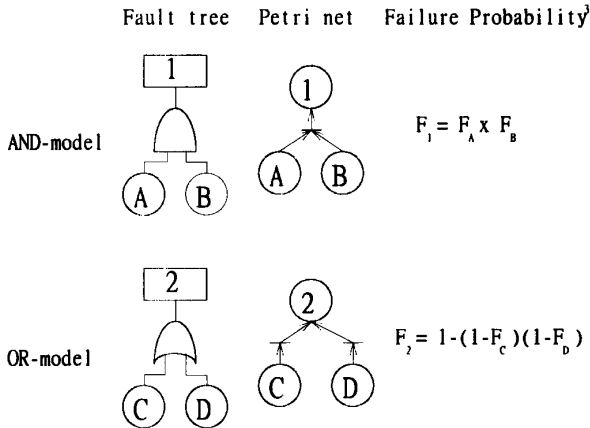 Fault tree Petri net Failure Probability³
1 1
AND-model F₁ = F_A x F_B
A B A B
2 2
OR-model F₂ = 1-(1-F_C)(1-F_D)
C D C D